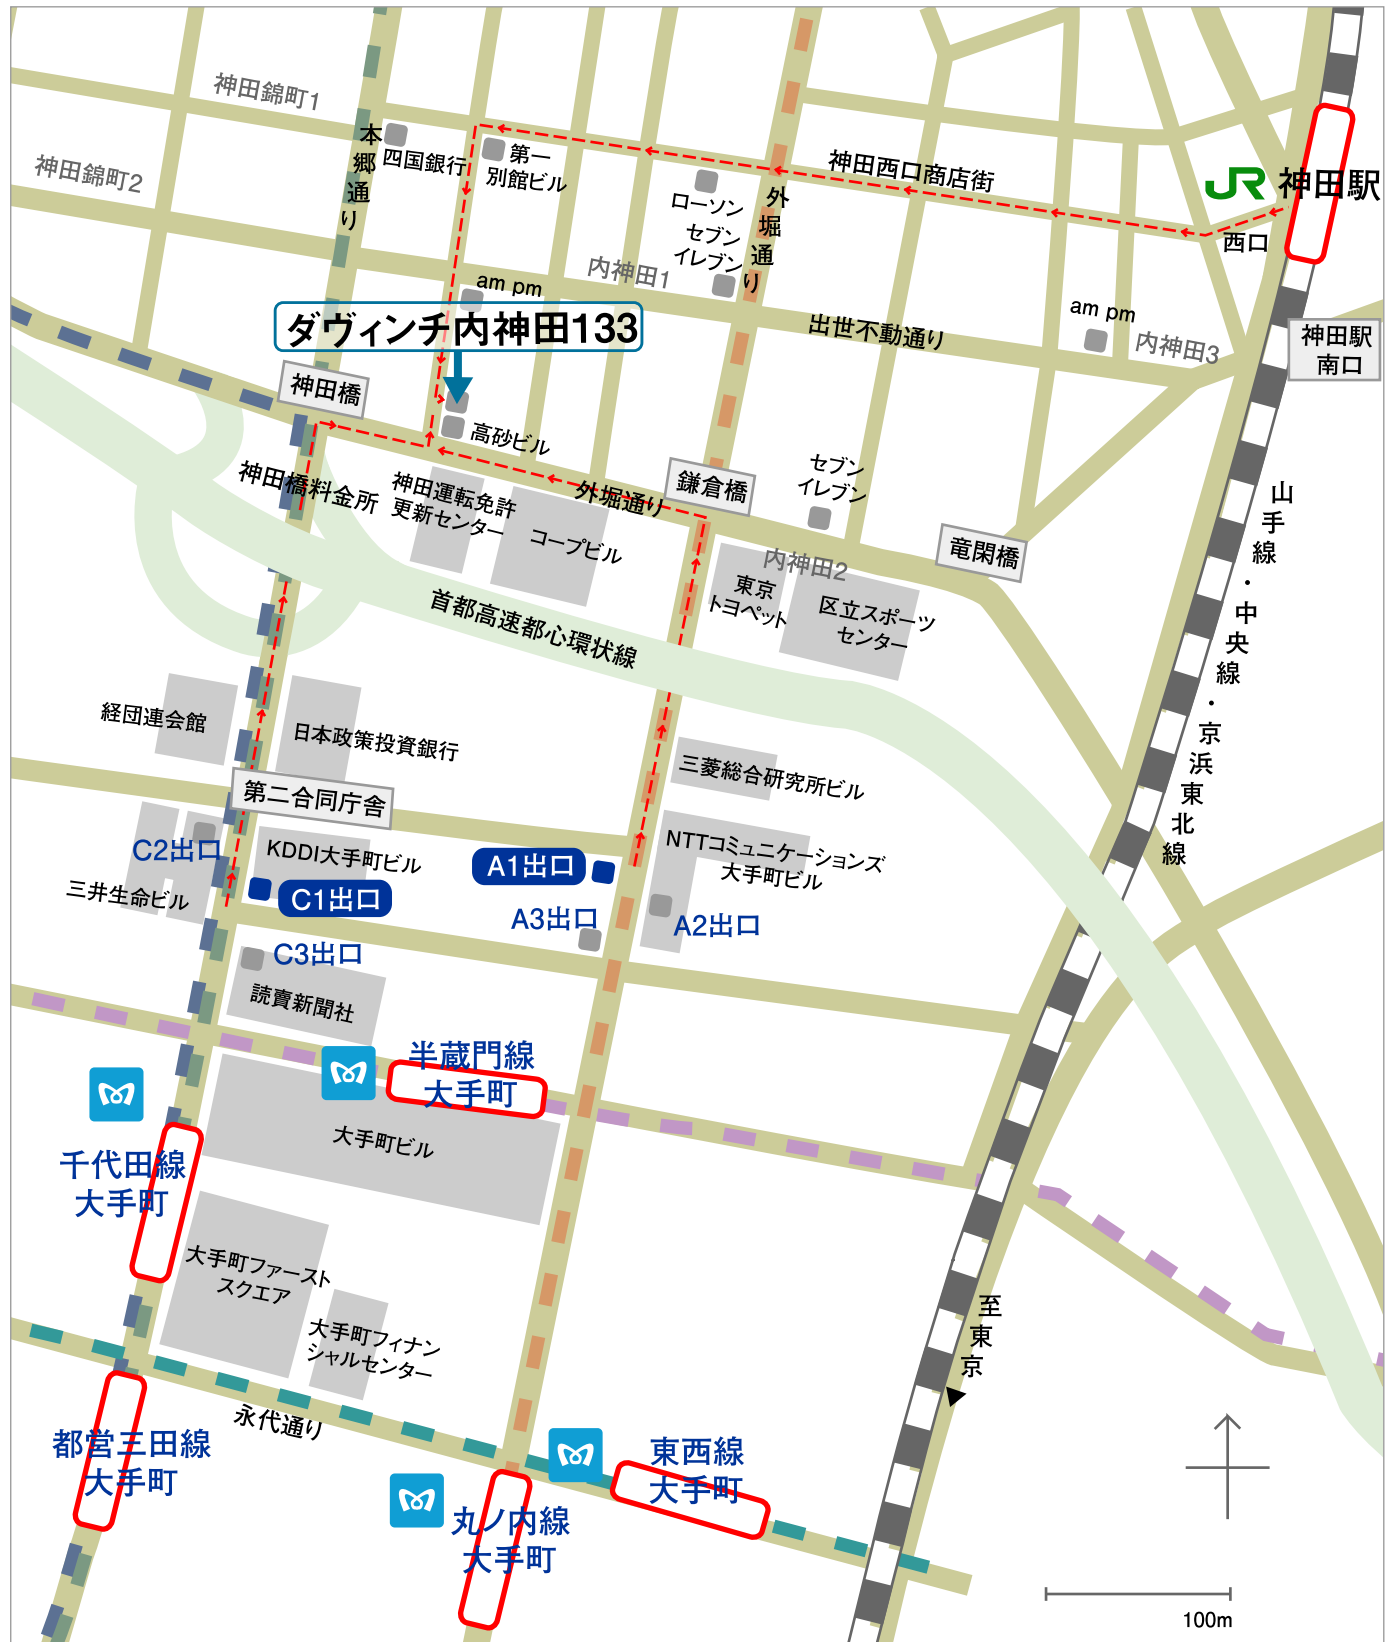 神田錦町1
神田錦町2
本郷通り
四国銀行
第一
別館ビル
ローソン
セブン
イレブン
外堀通り
神田西口商店街
JR 神田駅
西口
内神田1
am pm
ダヴィンチ内神田133
出世不動通り
am pm
内神田3
神田駅
南口
神田橋
高砂ビル
神田橋料金所
神田運転免許
更新センター
外堀通り
コープビル
鎌倉橋
セブン
イレブン
竜閑橋
内神田2
東京
トヨペット
区立スポーツ
センター
山手線・中央線・京浜東北線
首都高速都心環状線
経団連会館
日本政策投資銀行
三菱総合研究所ビル
第二合同庁舎
C2出口
KDDI大手町ビル
三井生命ビル
C1出口
A1出口
NTTコミュニケーションズ
大手町ビル
A3出口
A2出口
C3出口
読賣新聞社
半蔵門線
大手町
大手町ビル
千代田線
大手町
大手町ファースト
スクエア
大手町フィナン
シャルセンター
至東京
永代通り
都営三田線
大手町
丸ノ内線
大手町
東西線
大手町
100m